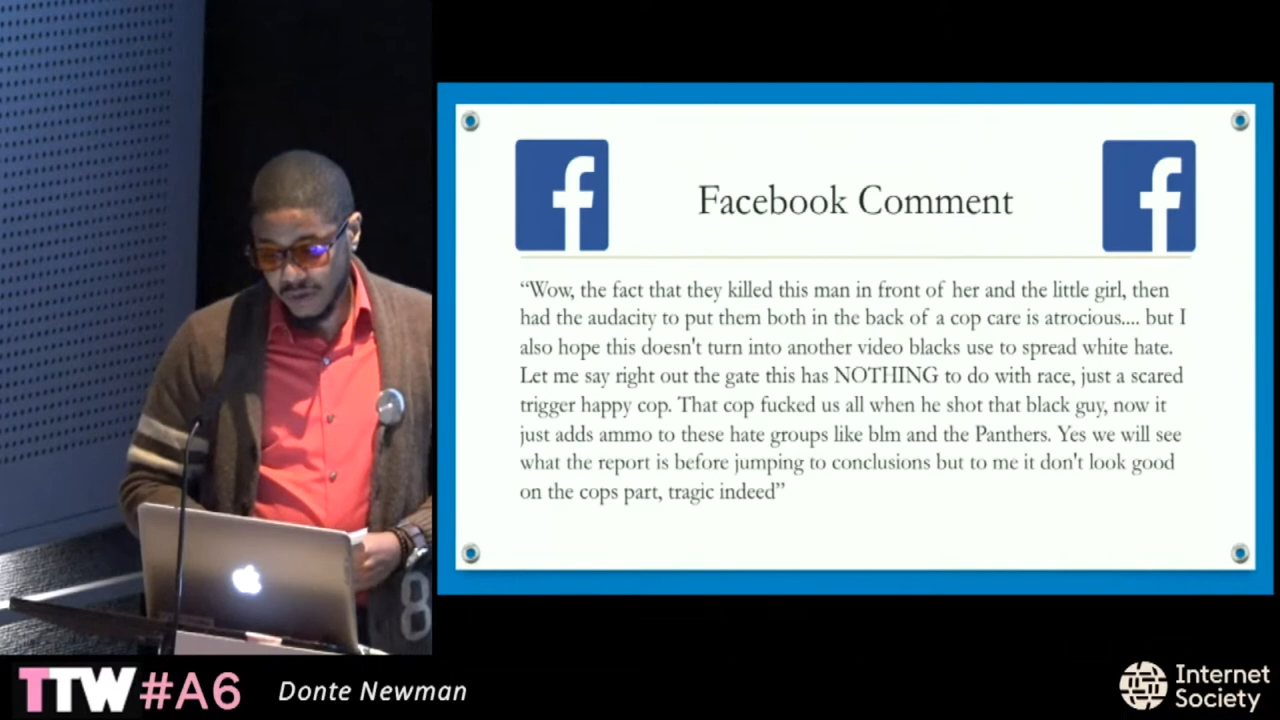 Facebook Comment
“Wow, the fact that they killed this man in front of her and the little girl, then
had the audacity to put them both in the back of a cop care is atrocious.... but I
also hope this doesn't turn into another video blacks use to spread white hate.
Let me say right out the gate this has NOTHING to do with race, just a scared
trigger happy cop. That cop fucked us all when he shot that black guy, now it
just adds ammo to these hate groups like blm and the Panthers. Yes we will see
what the report is before jumping to conclusions but to me it don't look good
on the cops part, tragic indeed”
8
TTW #A6
Donte Newman
Internet
Society